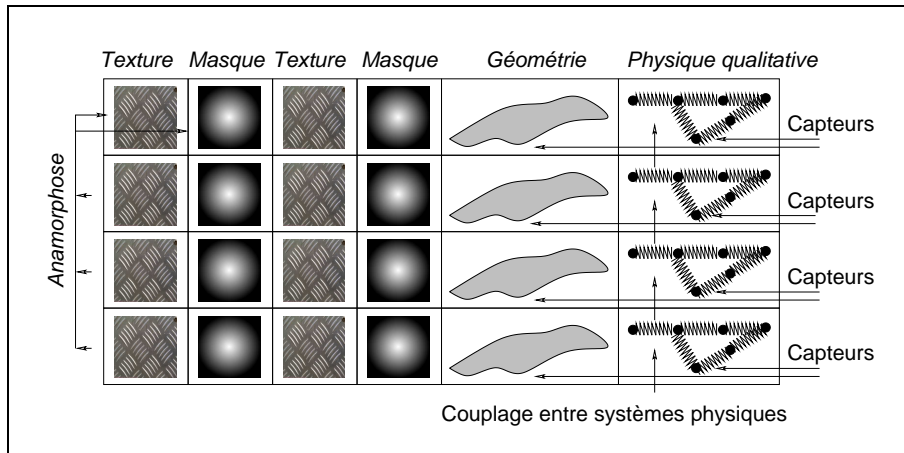 Texture Masque Texture Masque Géométrie Physique qualitative
Anamorphose
Capteurs
Capteurs
Capteurs
Capteurs
Couplage entre systèmes physiques